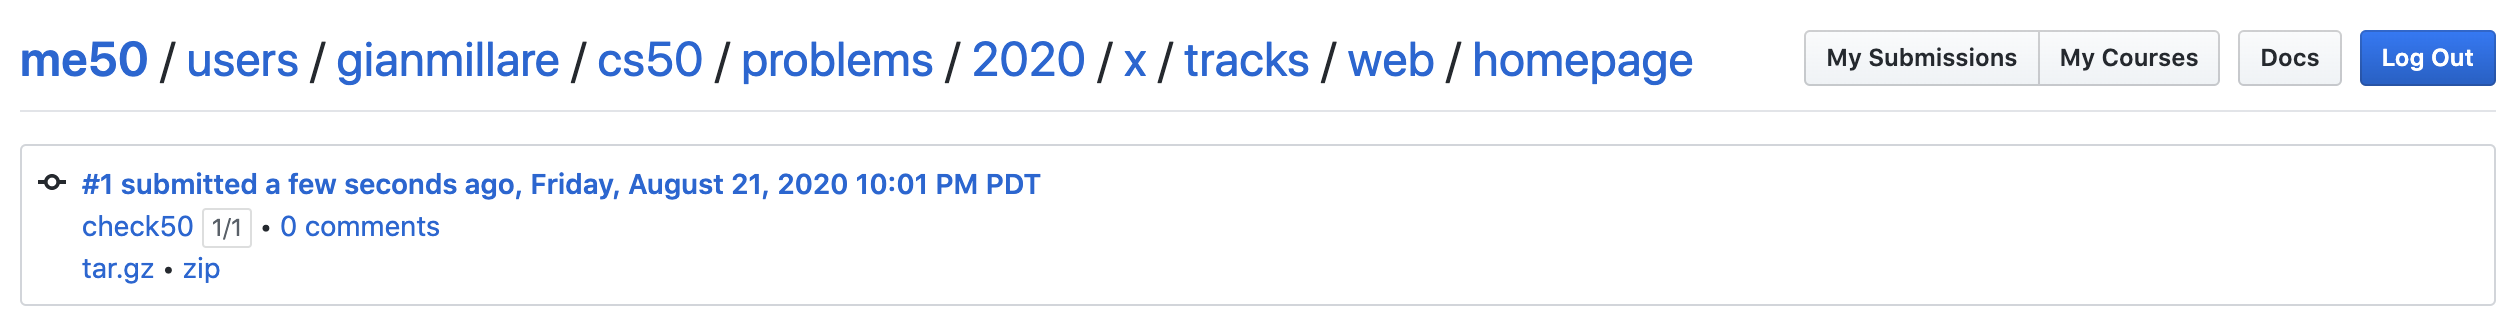 me50 / users / gianmillare / cs50 / problems / 2020 / x / tracks / web / homepage My Submissions My Courses Docs Log Out
#1 submitted a few seconds ago, Friday, August 21, 2020 10:01 PM PDT
check50 1/1 • 0 comments
tar.gz • zip